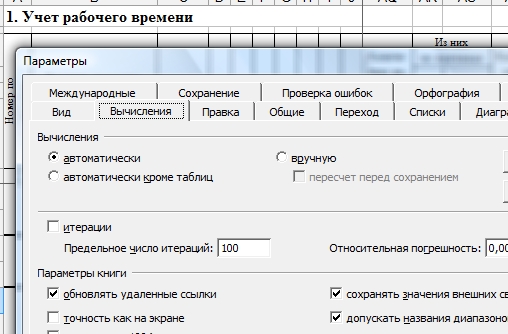 1. Учет рабочего времени
Из них
Номер по
Параметры
Международные Сохранение Проверка ошибок Орфография
Вид Вычисления Правка Общие Переход Списки Диагра
Вычисления
автоматически вручную
автоматически кроме таблиц пересчет перед сохранением
итерации
Предельное число итераций: 100 Относительная погрешность: 0,00
Параметры книги
обновлять удаленные ссылки сохранять значения внешних св
точность как на экране допускать названия диапазоно